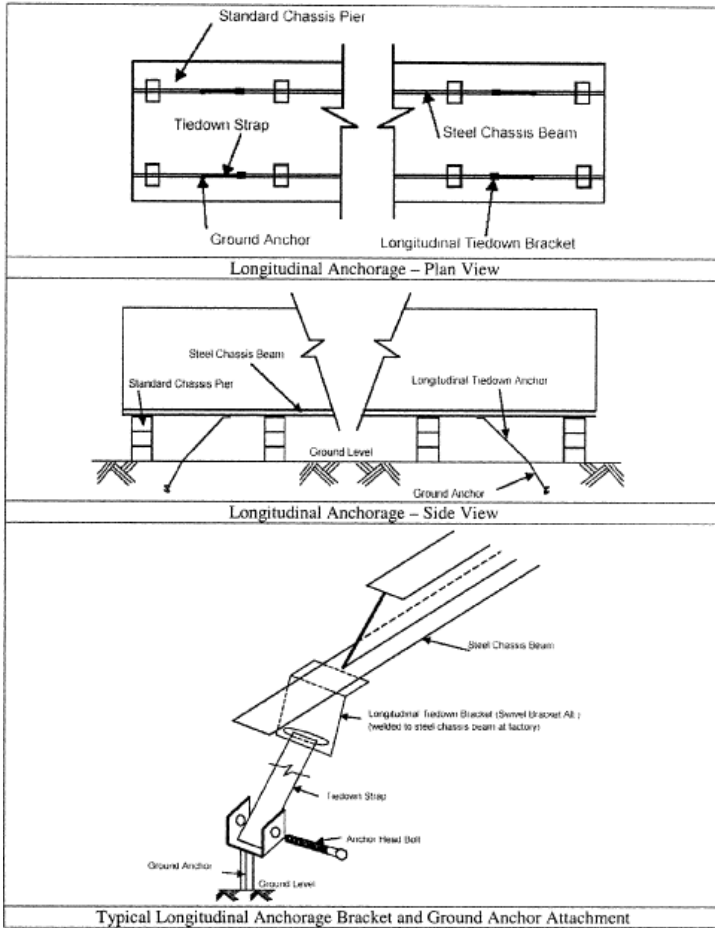 Standard Chassis Pier
Tiedown Strap
Steel Chassis Beam
Ground Anchor
Longitudinal Tiedown Bracket
Longitudinal Anchorage – Plan View
Steel Chassis Beam
Standard Chassis Pier
Longitudinal Tiedown Anchor
Ground Level
Ground Anchor
Longitudinal Anchorage – Side View
Steel Chassis Beam
Longitudinal Tiedown Bracket (Swivel Bracket Alt.)
(welded to steel chassis beam at factory)
Tiedown Strap
Anchor Head Bolt
Ground Anchor
Ground Level
Typical Longitudinal Anchorage Bracket and Ground Anchor Attachment